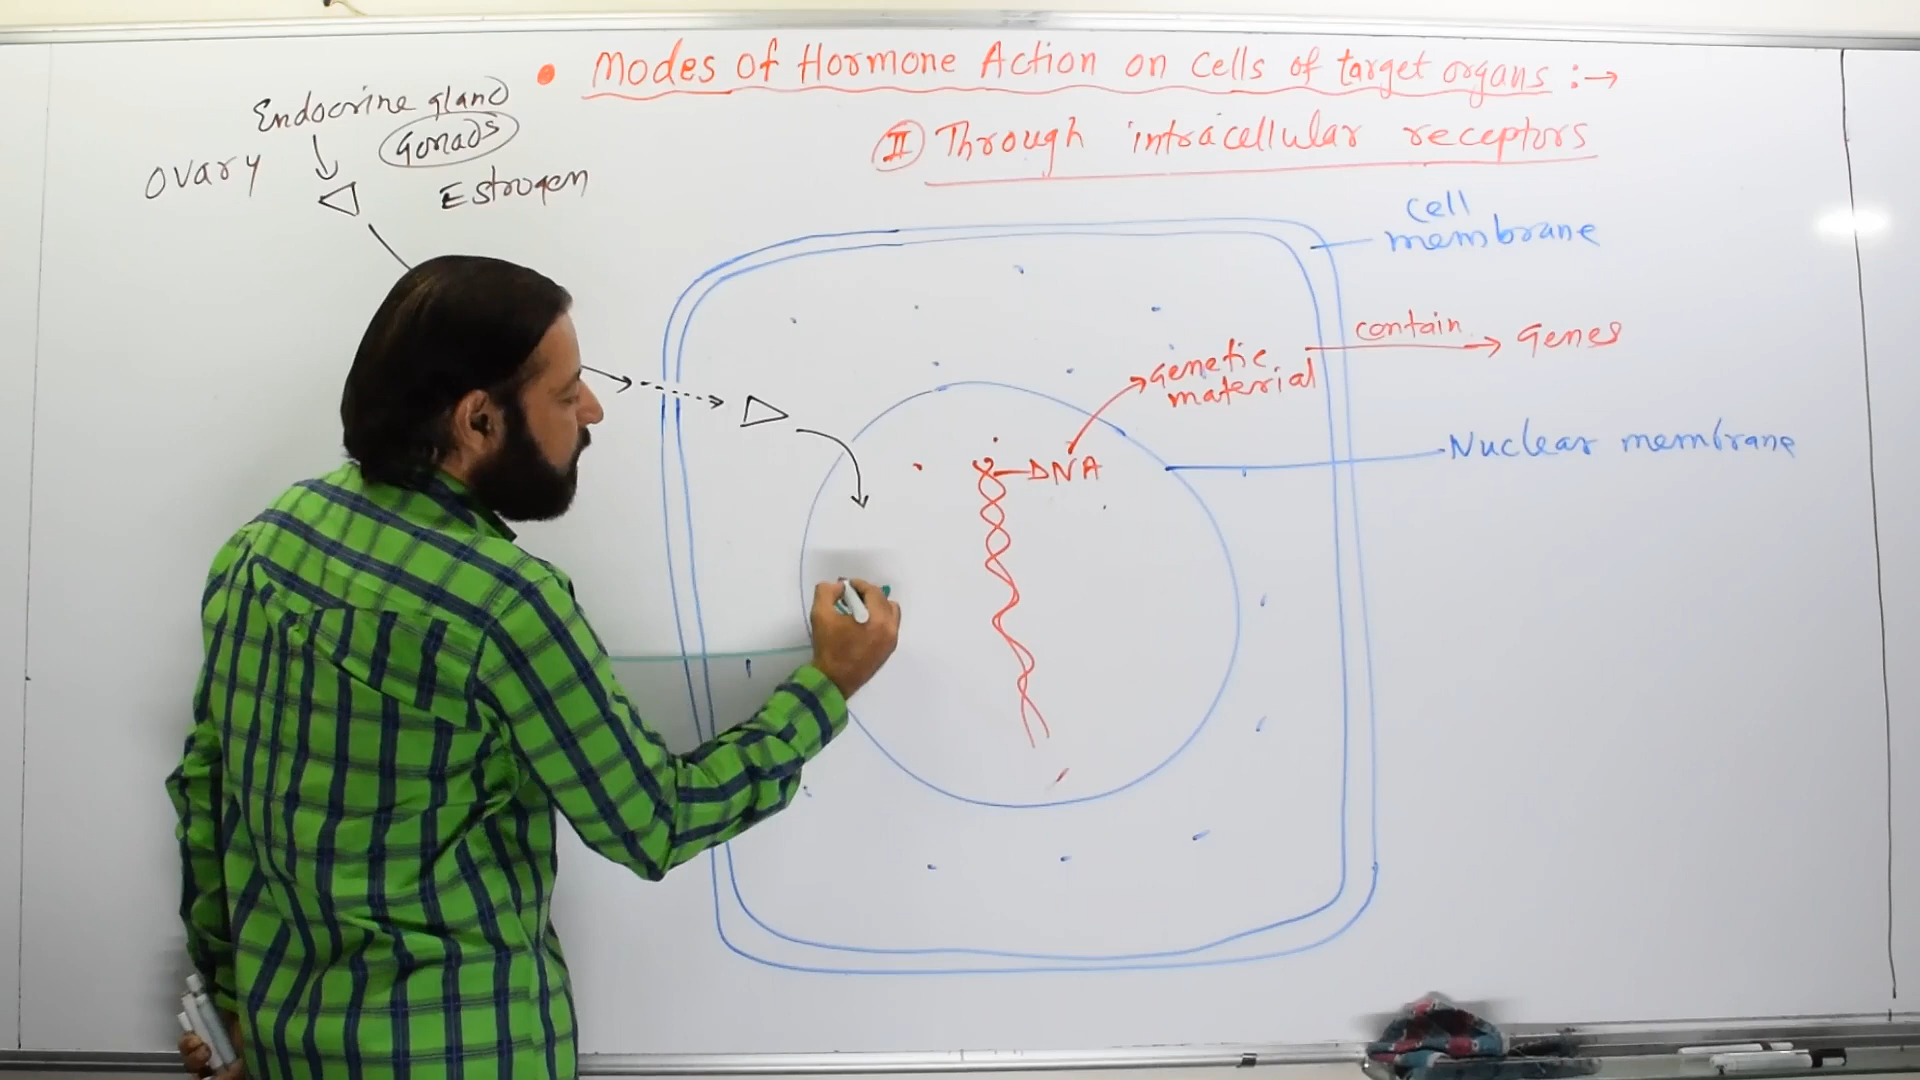 • Modes of Hormone Action on cells of target organs :→
II Through intracellular receptors
Endocrine gland
Gonads
Ovary
Estrogen
cell
membrane
contain
Genes
Genetic
material
Nuclear membrane
DNA